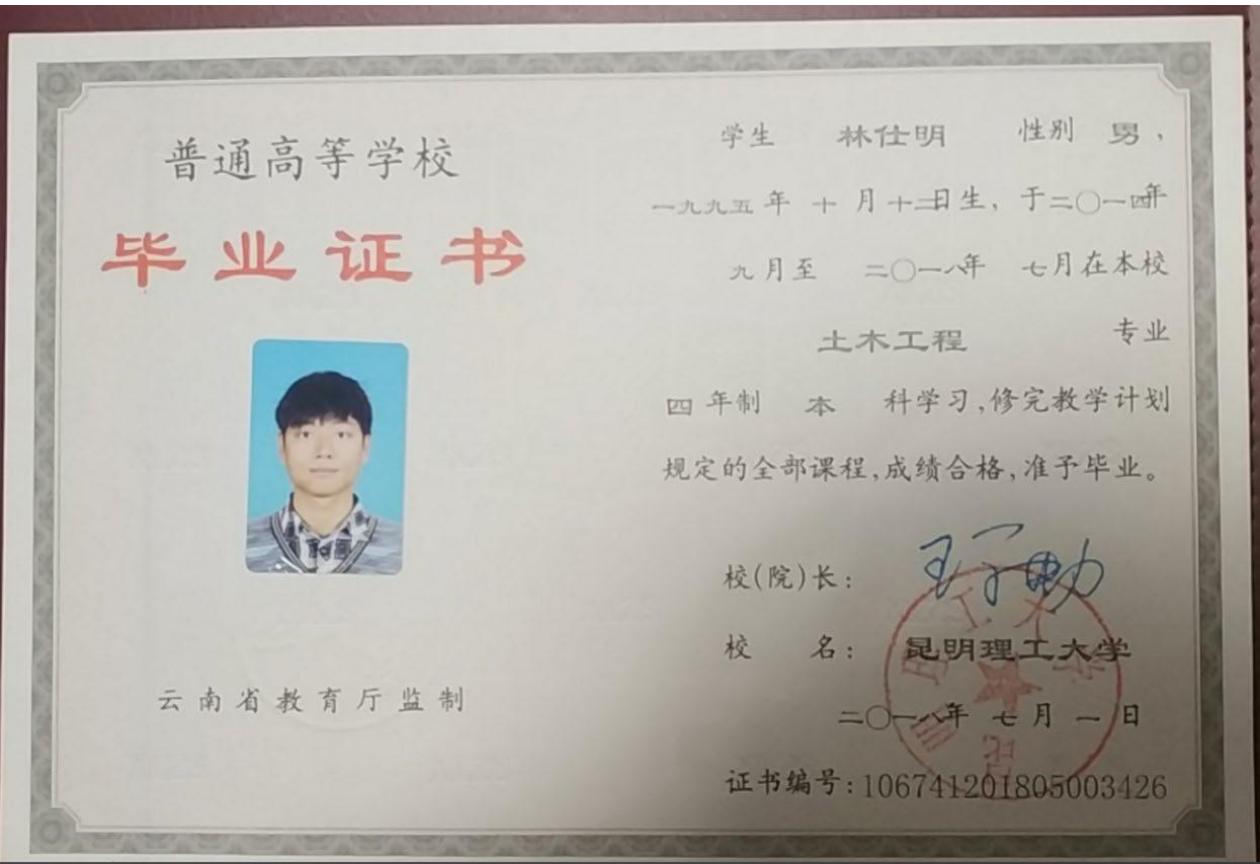 普通高等学校
毕业证书
云南省教育厅监制
学生 林仕明 性别 男，
一九九五年 十月十二日生，于二〇一四年
九月至 二〇一八年 七月在本校
土木工程 专业
四年制 本 科学习，修完教学计划
规定的全部课程，成绩合格，准予毕业。
校(院)长：
校 名：昆明理工大学
二〇一八年 七月 一日
证书编号：106741201805003426